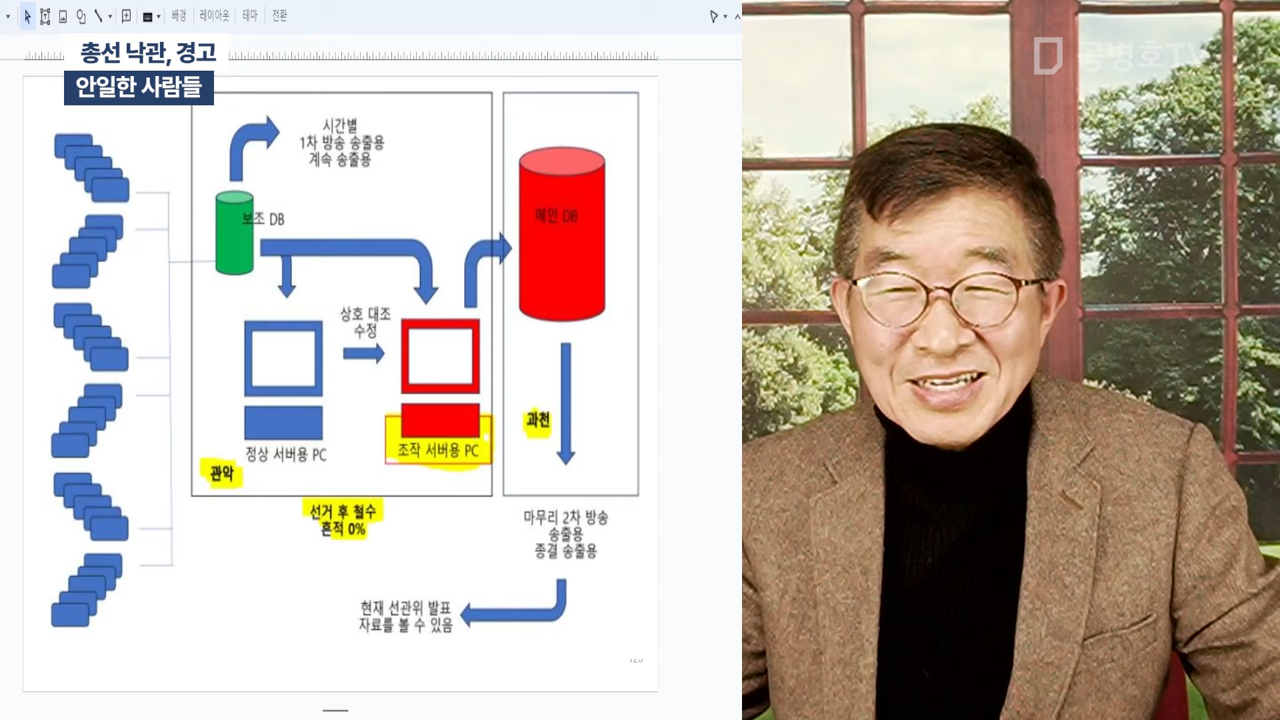 배경 레이아웃 테마 전환
총선 낙관, 경고
안일한 사람들
공병호TV
시간별
1차 방송 송출용
계속 송출용
보조 DB
메인 DB
상호 대조
수정
과천
정상 서버용 PC
조작 서버용 PC
관악
선거 후 철수
흔적 0%
마무리 2차 방송
송출용
종결 송출용
현재 선관위 발표
자료를 볼 수 있음